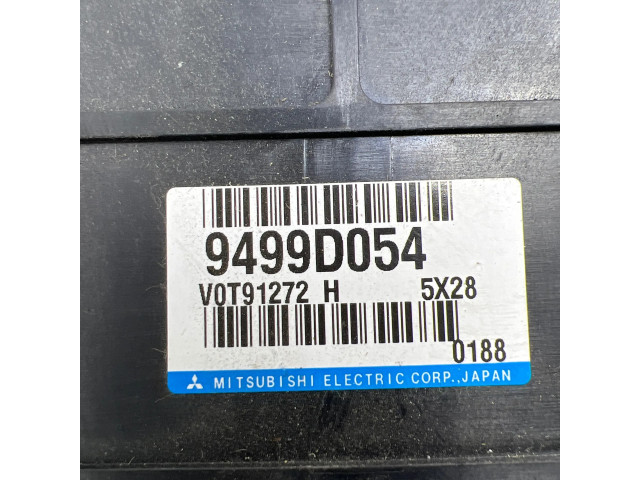 9499D054
V0T91272 H 5X28
0188
MITSUBISHI ELECTRIC CORP., JAPAN